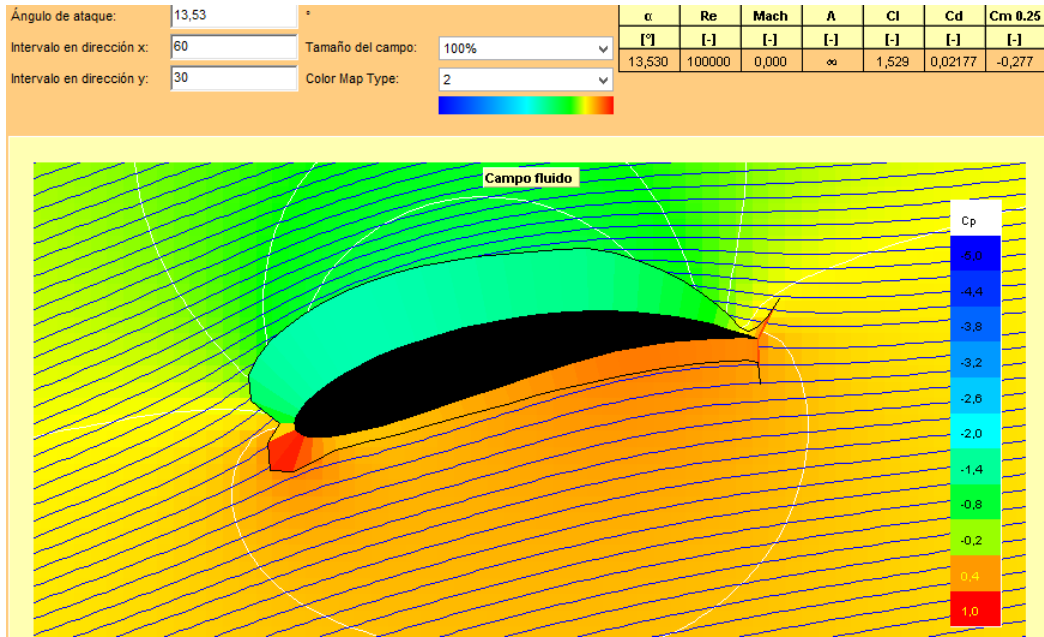 Ángulo de ataque: 13,53 °
Intervalo en dirección x: 60 Tamaño del campo: 100%
Intervalo en dirección y: 30 Color Map Type: 2
α Re Mach A Cl Cd Cm 0.25
[°] [-] [-] [-] [-] [-] [-]
13,530 100000 0,000 ∞ 1,529 0,02177 -0,277
Campo fluido
Cp
-5,0
-4,4
-3,8
-3,2
-2,6
-2,0
-1,4
-0,8
-0,2
0,4
1,0